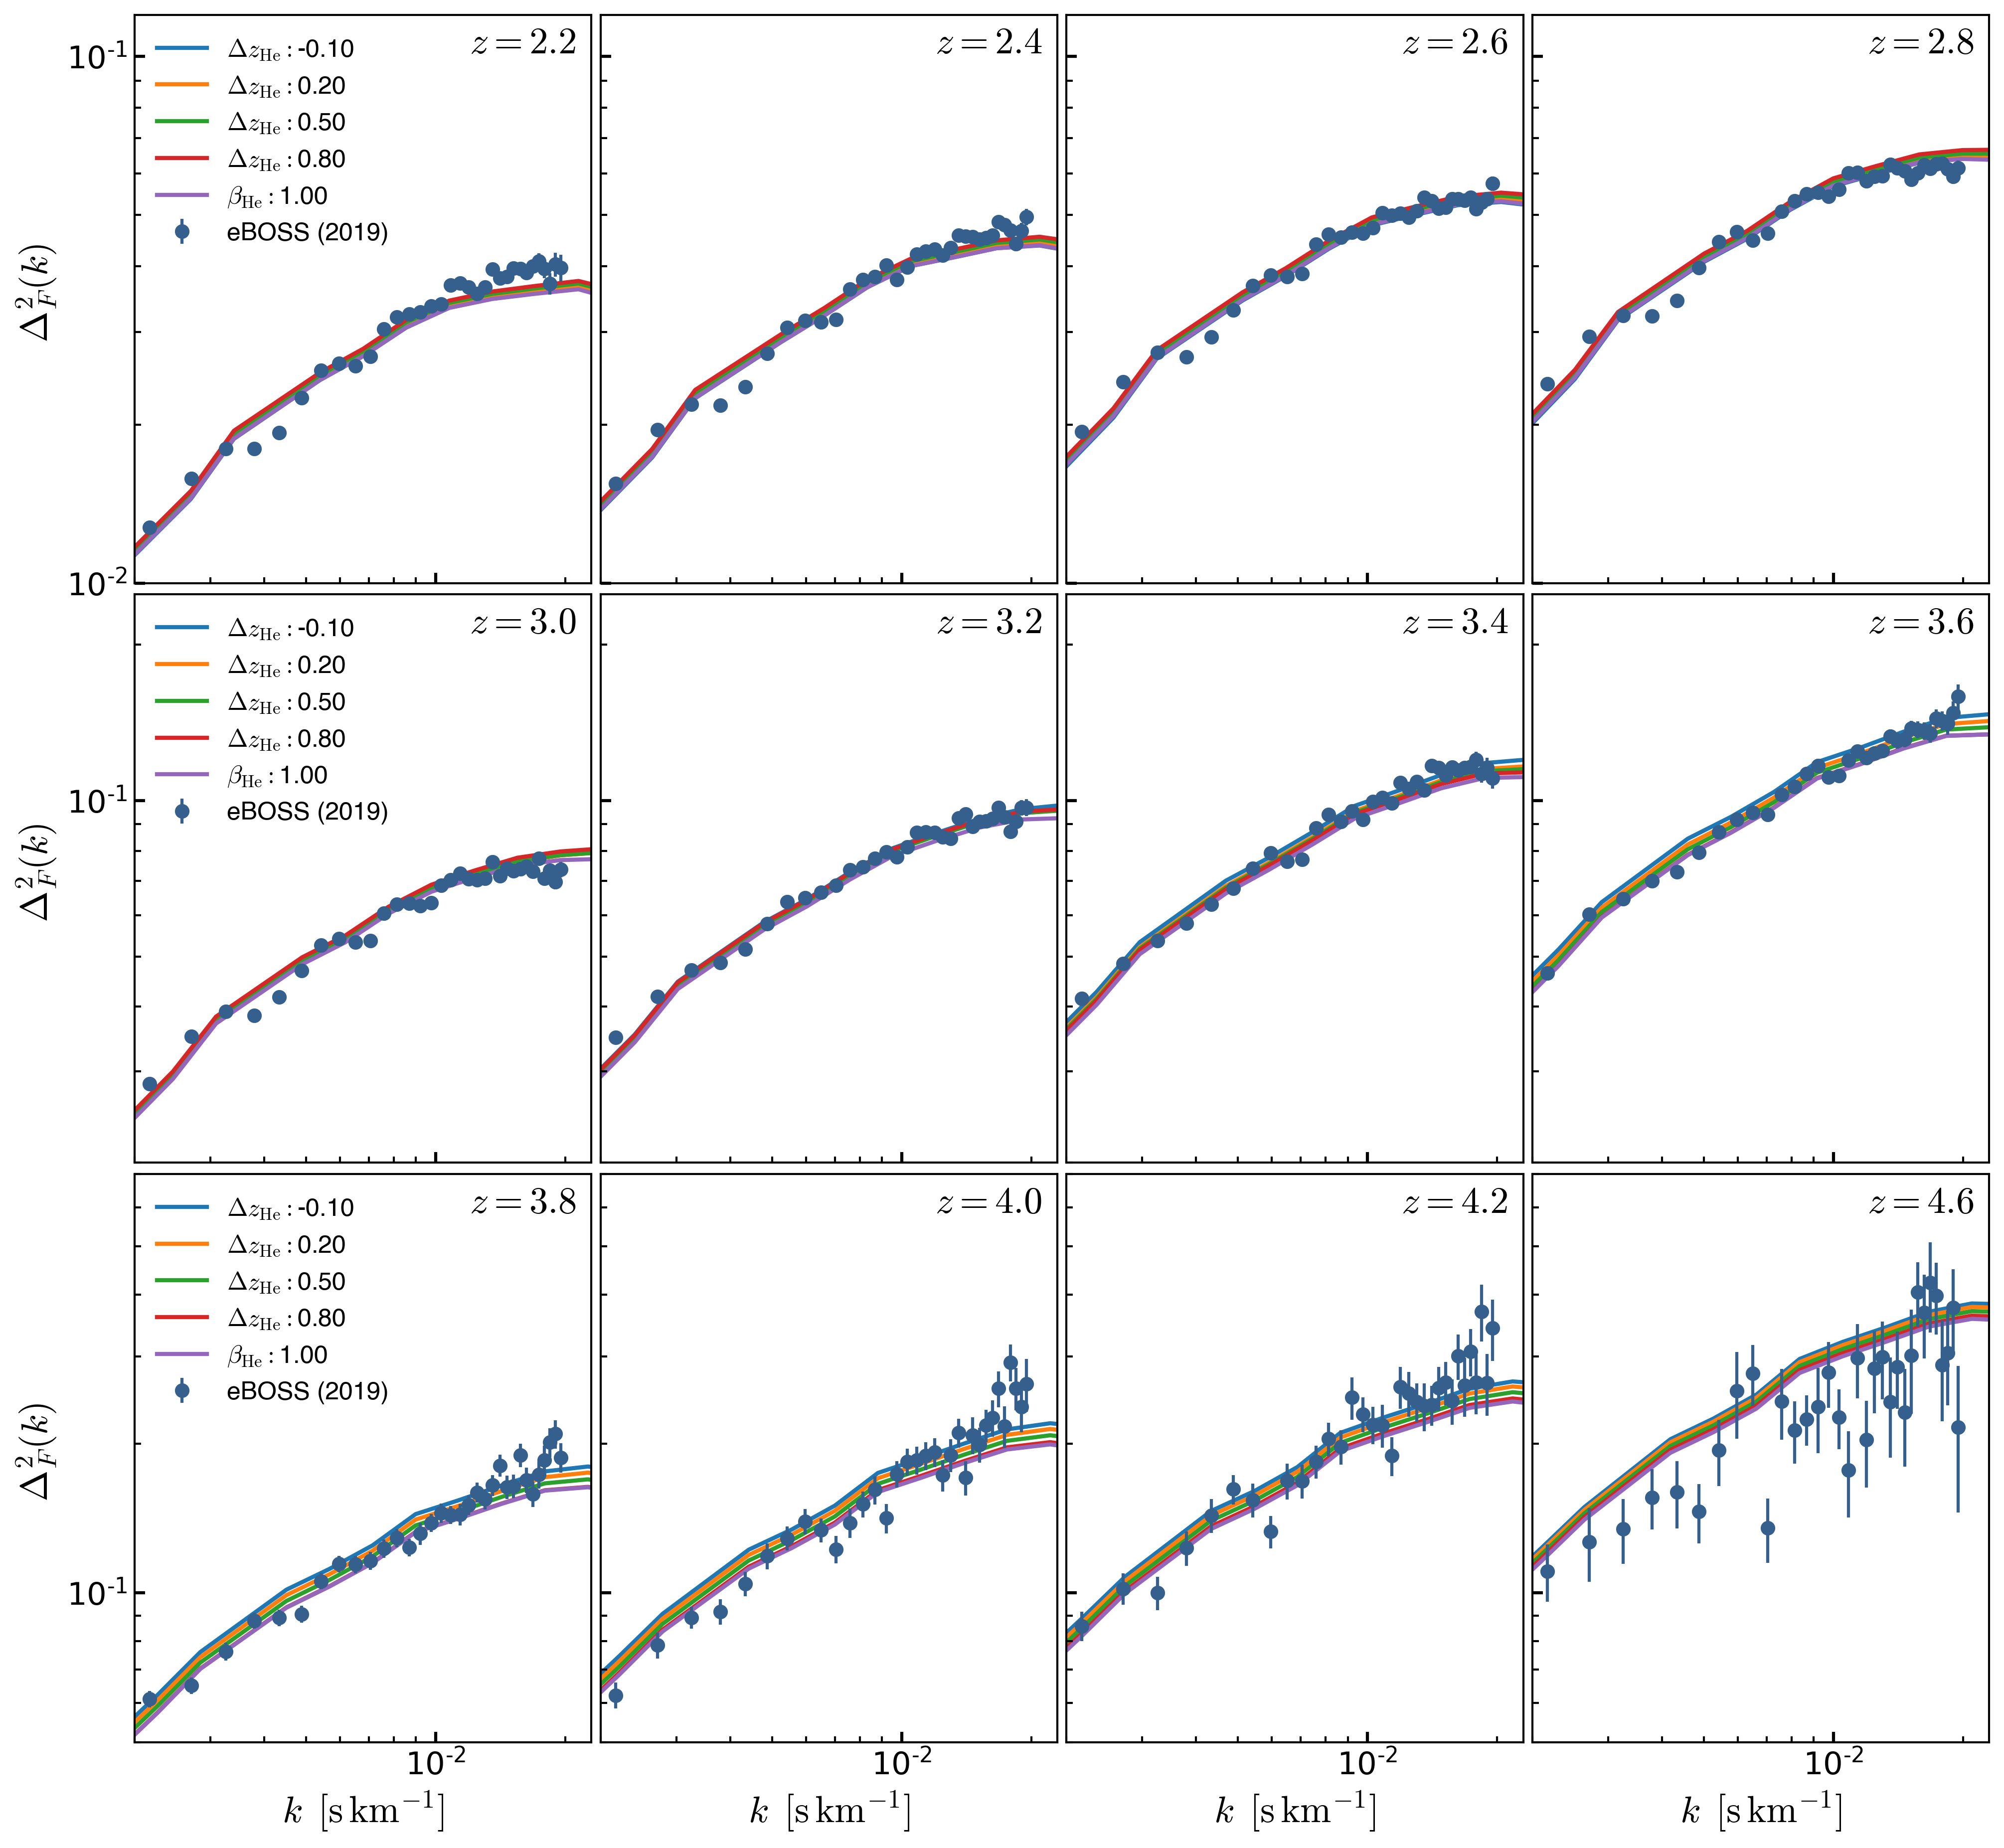 z = 2.2
Δz_He : -0.10
Δz_He : 0.20
Δz_He : 0.50
Δz_He : 0.80
β_He : 1.00
eBOSS (2019)
z = 2.4
z = 2.6
z = 2.8
10^-1
10^-2
Δ²_F(k)
z = 3.0
Δz_He : -0.10
Δz_He : 0.20
Δz_He : 0.50
Δz_He : 0.80
β_He : 1.00
eBOSS (2019)
z = 3.2
z = 3.4
z = 3.6
10^-1
Δ²_F(k)
z = 3.8
Δz_He : -0.10
Δz_He : 0.20
Δz_He : 0.50
Δz_He : 0.80
β_He : 1.00
eBOSS (2019)
z = 4.0
z = 4.2
z = 4.6
10^-1
Δ²_F(k)
10^-2
10^-2
10^-2
10^-2
k [s km⁻¹]
k [s km⁻¹]
k [s km⁻¹]
k [s km⁻¹]